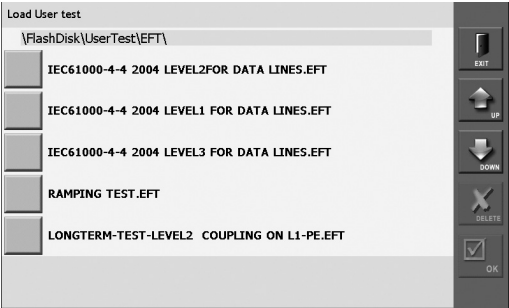 Load User test
\FlashDisk\UserTest\EFT\
IEC61000-4-4 2004 LEVEL2FOR DATA LINES.EFT
IEC61000-4-4 2004 LEVEL1 FOR DATA LINES.EFT
IEC61000-4-4 2004 LEVEL3 FOR DATA LINES.EFT
RAMPING TEST.EFT
LONGTERM-TEST-LEVEL2 COUPLING ON L1-PE.EFT
EXIT
UP
DOWN
DELETE
OK